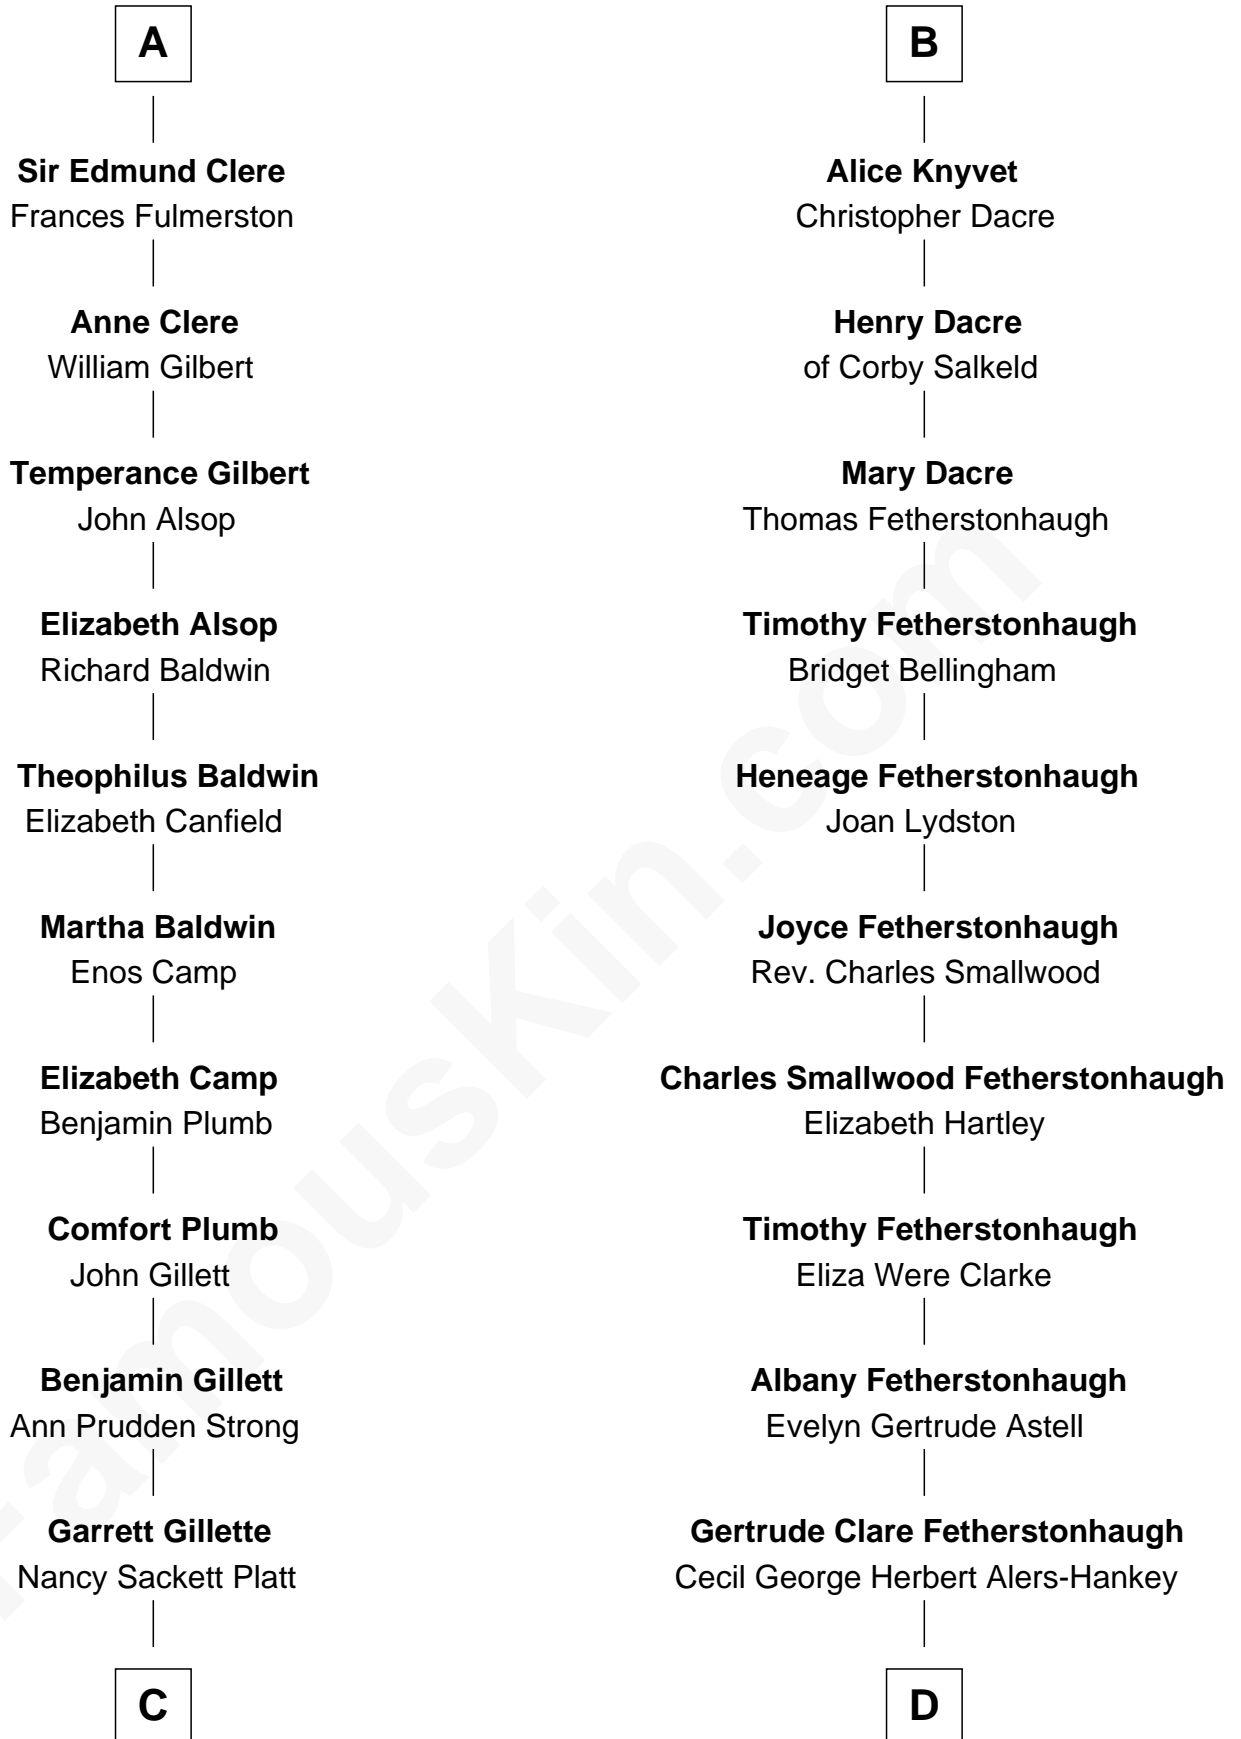 A
Sir Edmund Clere
Frances Fulmerston
Anne Clere
William Gilbert
Temperance Gilbert
John Alsop
Elizabeth Alsop
Richard Baldwin
Theophilus Baldwin
Elizabeth Canfield
Martha Baldwin
Enos Camp
Elizabeth Camp
Benjamin Plumb
Comfort Plumb
John Gillett
Benjamin Gillett
Ann Prudden Strong
Garrett Gillette
Nancy Sackett Platt
C
B
Alice Knyvet
Christopher Dacre
Henry Dacre
of Corby Salkeld
Mary Dacre
Thomas Fetherstonhaugh
Timothy Fetherstonhaugh
Bridget Bellingham
Heneage Fetherstonhaugh
Joan Lydston
Joyce Fetherstonhaugh
Rev. Charles Smallwood
Charles Smallwood Fetherstonhaugh
Elizabeth Hartley
Timothy Fetherstonhaugh
Eliza Were Clarke
Albany Fetherstonhaugh
Evelyn Gertrude Astell
Gertrude Clare Fetherstonhaugh
Cecil George Herbert Alers-Hankey
D
FamousKin.com